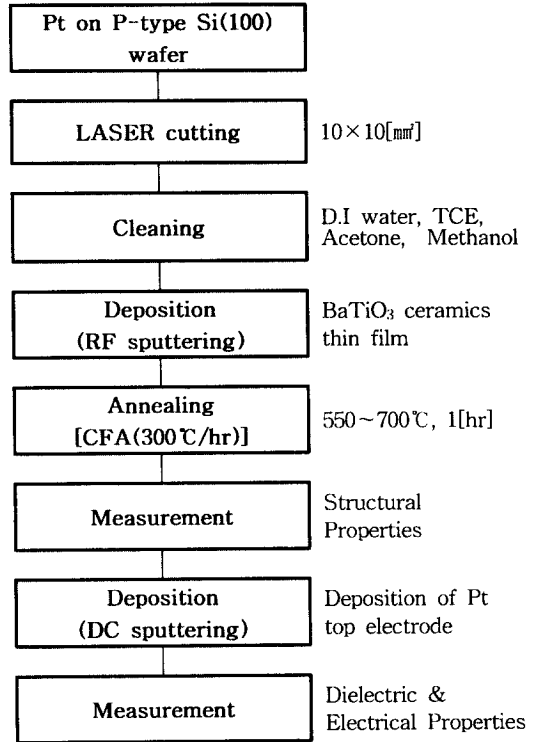 Pt on P-type Si(100)
wafer
LASER cutting
10×10[㎟]
Cleaning
D.I water, TCE,
Acetone, Methanol
Deposition
(RF sputtering)
BaTiO₃ ceramics
thin film
Annealing
[CFA(300℃/hr)]
550~700℃, 1[hr]
Measurement
Structural
Properties
Deposition
(DC sputtering)
Deposition of Pt
top electrode
Measurement
Dielectric &
Electrical Properties